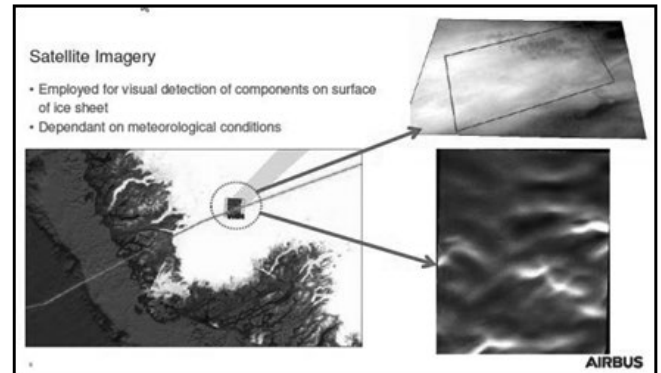 Satellite Imagery
• Employed for visual detection of components on surface
of ice sheet
• Dependant on meteorological conditions
AIRBUS